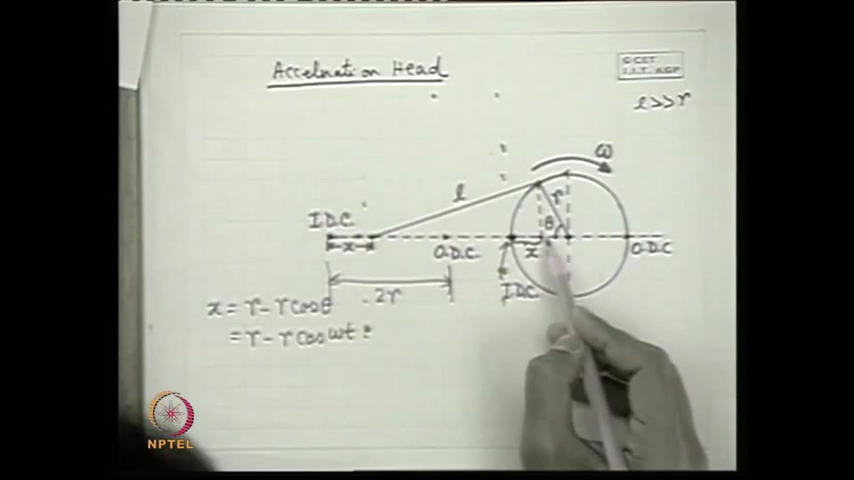 Acceleration Head
© CET
I.I.T. KGP
l >> r
ω
l
r
θ
I.D.C.
x
O.D.C.
x
O.D.C
I.D.C.
2r
x = r - r cosθ
= r - r cos ωt
NPTEL